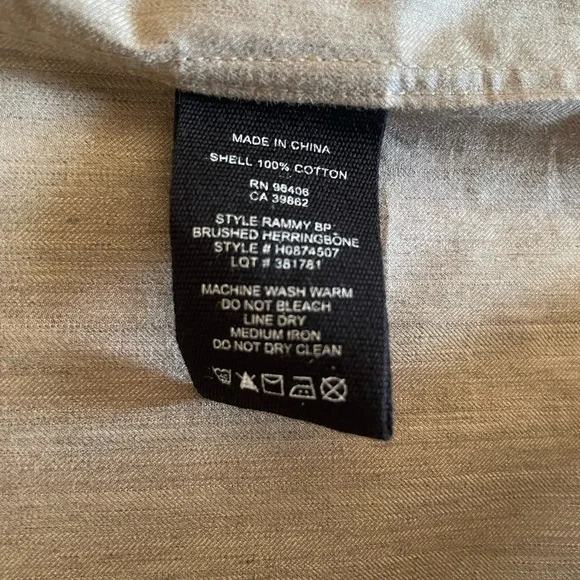 MADE IN CHINA
SHELL 100% COTTON
RN 98406
CA 39862
STYLE RAMMY BP
BRUSHED HERRINGBONE
STYLE # H0874507
LOT # 381781
MACHINE WASH WARM
DO NOT BLEACH
LINE DRY
MEDIUM IRON
DO NOT DRY CLEAN